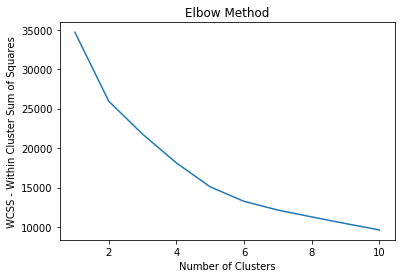 Elbow Method
WCSS - Within Cluster Sum of Squares
35000
30000
25000
20000
15000
10000
2 4 6 8 10
Number of Clusters